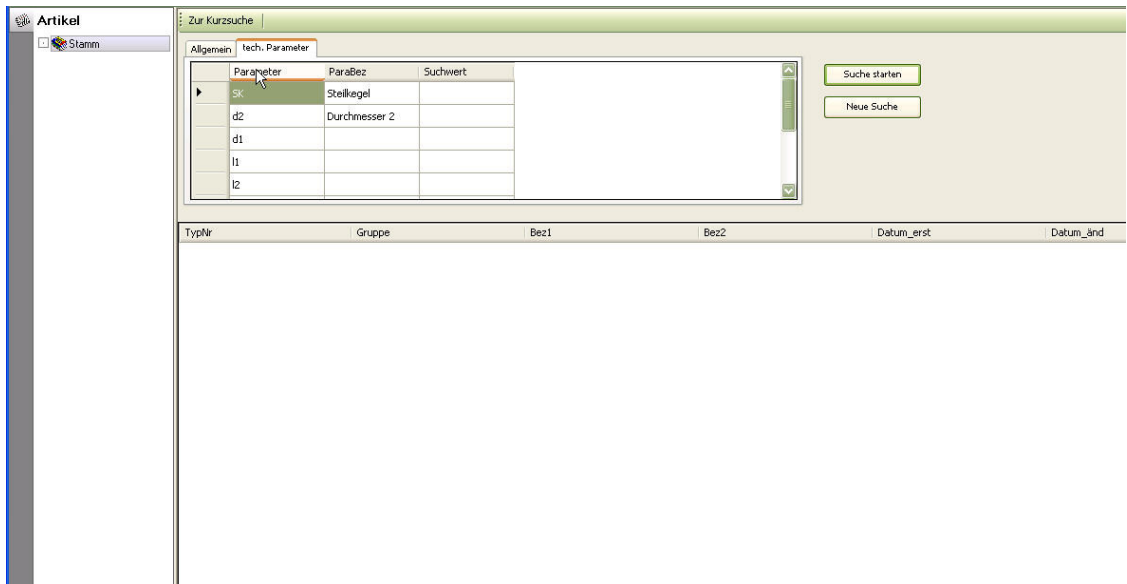 Artikel
Stamm
Zur Kurzsuche
Allgemein tech. Parameter
Parameter ParaBez Suchwert
SK Steilkegel
d2 Durchmesser 2
d1
l1
l2
Suche starten
Neue Suche
TypNr Gruppe Bez1 Bez2 Datum_erst Datum_änd